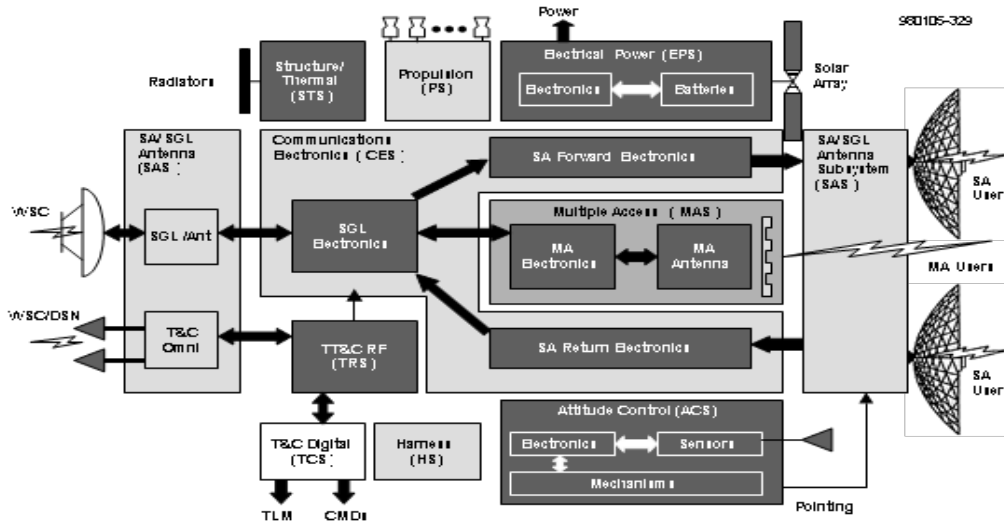 Power
980105-329
Radiators
Structure/
Thermal
(STS)
Propulsion
(PS)
Electrical Power (EPS)
Electronics
Batteries
Solar
Array
SA/SGL
Antenna
(SAS)
Communications
Electronics (CES)
SA Forward Electronics
SA/SGL
Antenna
Subsystem
(SAS)
SA
User
WSC
SGL /Ant
SGL
Electronics
Multiple Access (MAS)
MA
Electronics
MA
Antenna
MA Users
WSC/DSN
T&C
Omni
TT&C RF
(TRS)
SA Return Electronics
SA
User
T&C Digital
(TCS)
Harness
(HS)
Attitude Control (ACS)
Electronics
Sensors
Mechanisms
TLM
CMDs
Pointing